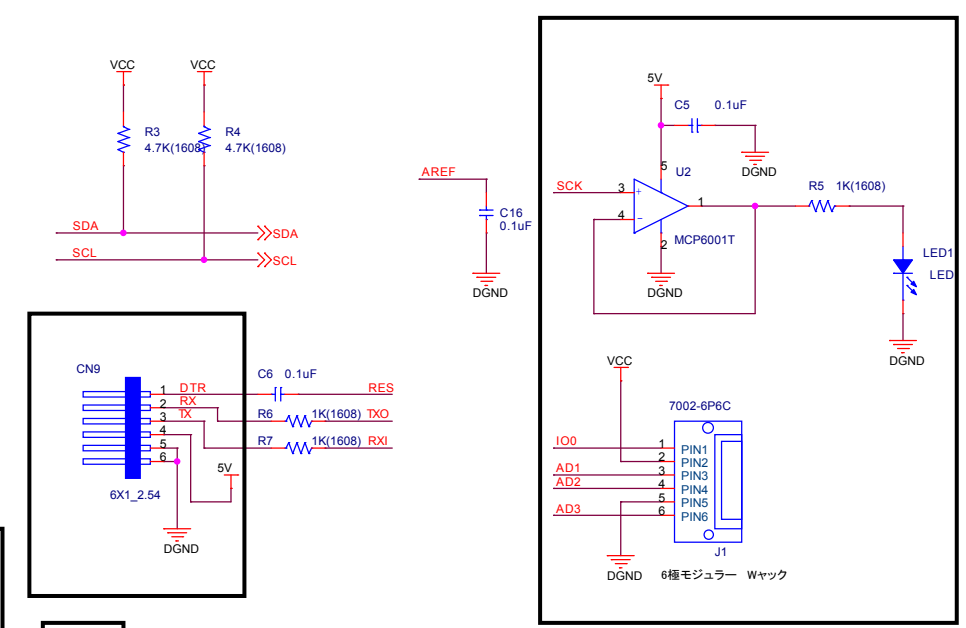 VCC
VCC
R3
4.7K(1608)
R4
4.7K(1608)
SDA
SDA
SCL
SCL
AREF
C16
0.1uF
DGND
5V
C5 0.1uF
DGND
5
U2
SCK
3
+
1
4
-
MCP6001T
2
DGND
R5 1K(1608)
LED1
LED
DGND
CN9
C6 0.1uF
1 DTR
RES
2 RX
R6 1K(1608) TXO
3 TX
4
R7 1K(1608) RXI
5
6
5V
6X1_2.54
DGND
VCC
7002-6P6C
IO0 1 PIN1
2 PIN2
AD1 3 PIN3
AD2 4 PIN4
5 PIN5
AD3 6 PIN6
J1
DGND
6極モジュラー Wャック